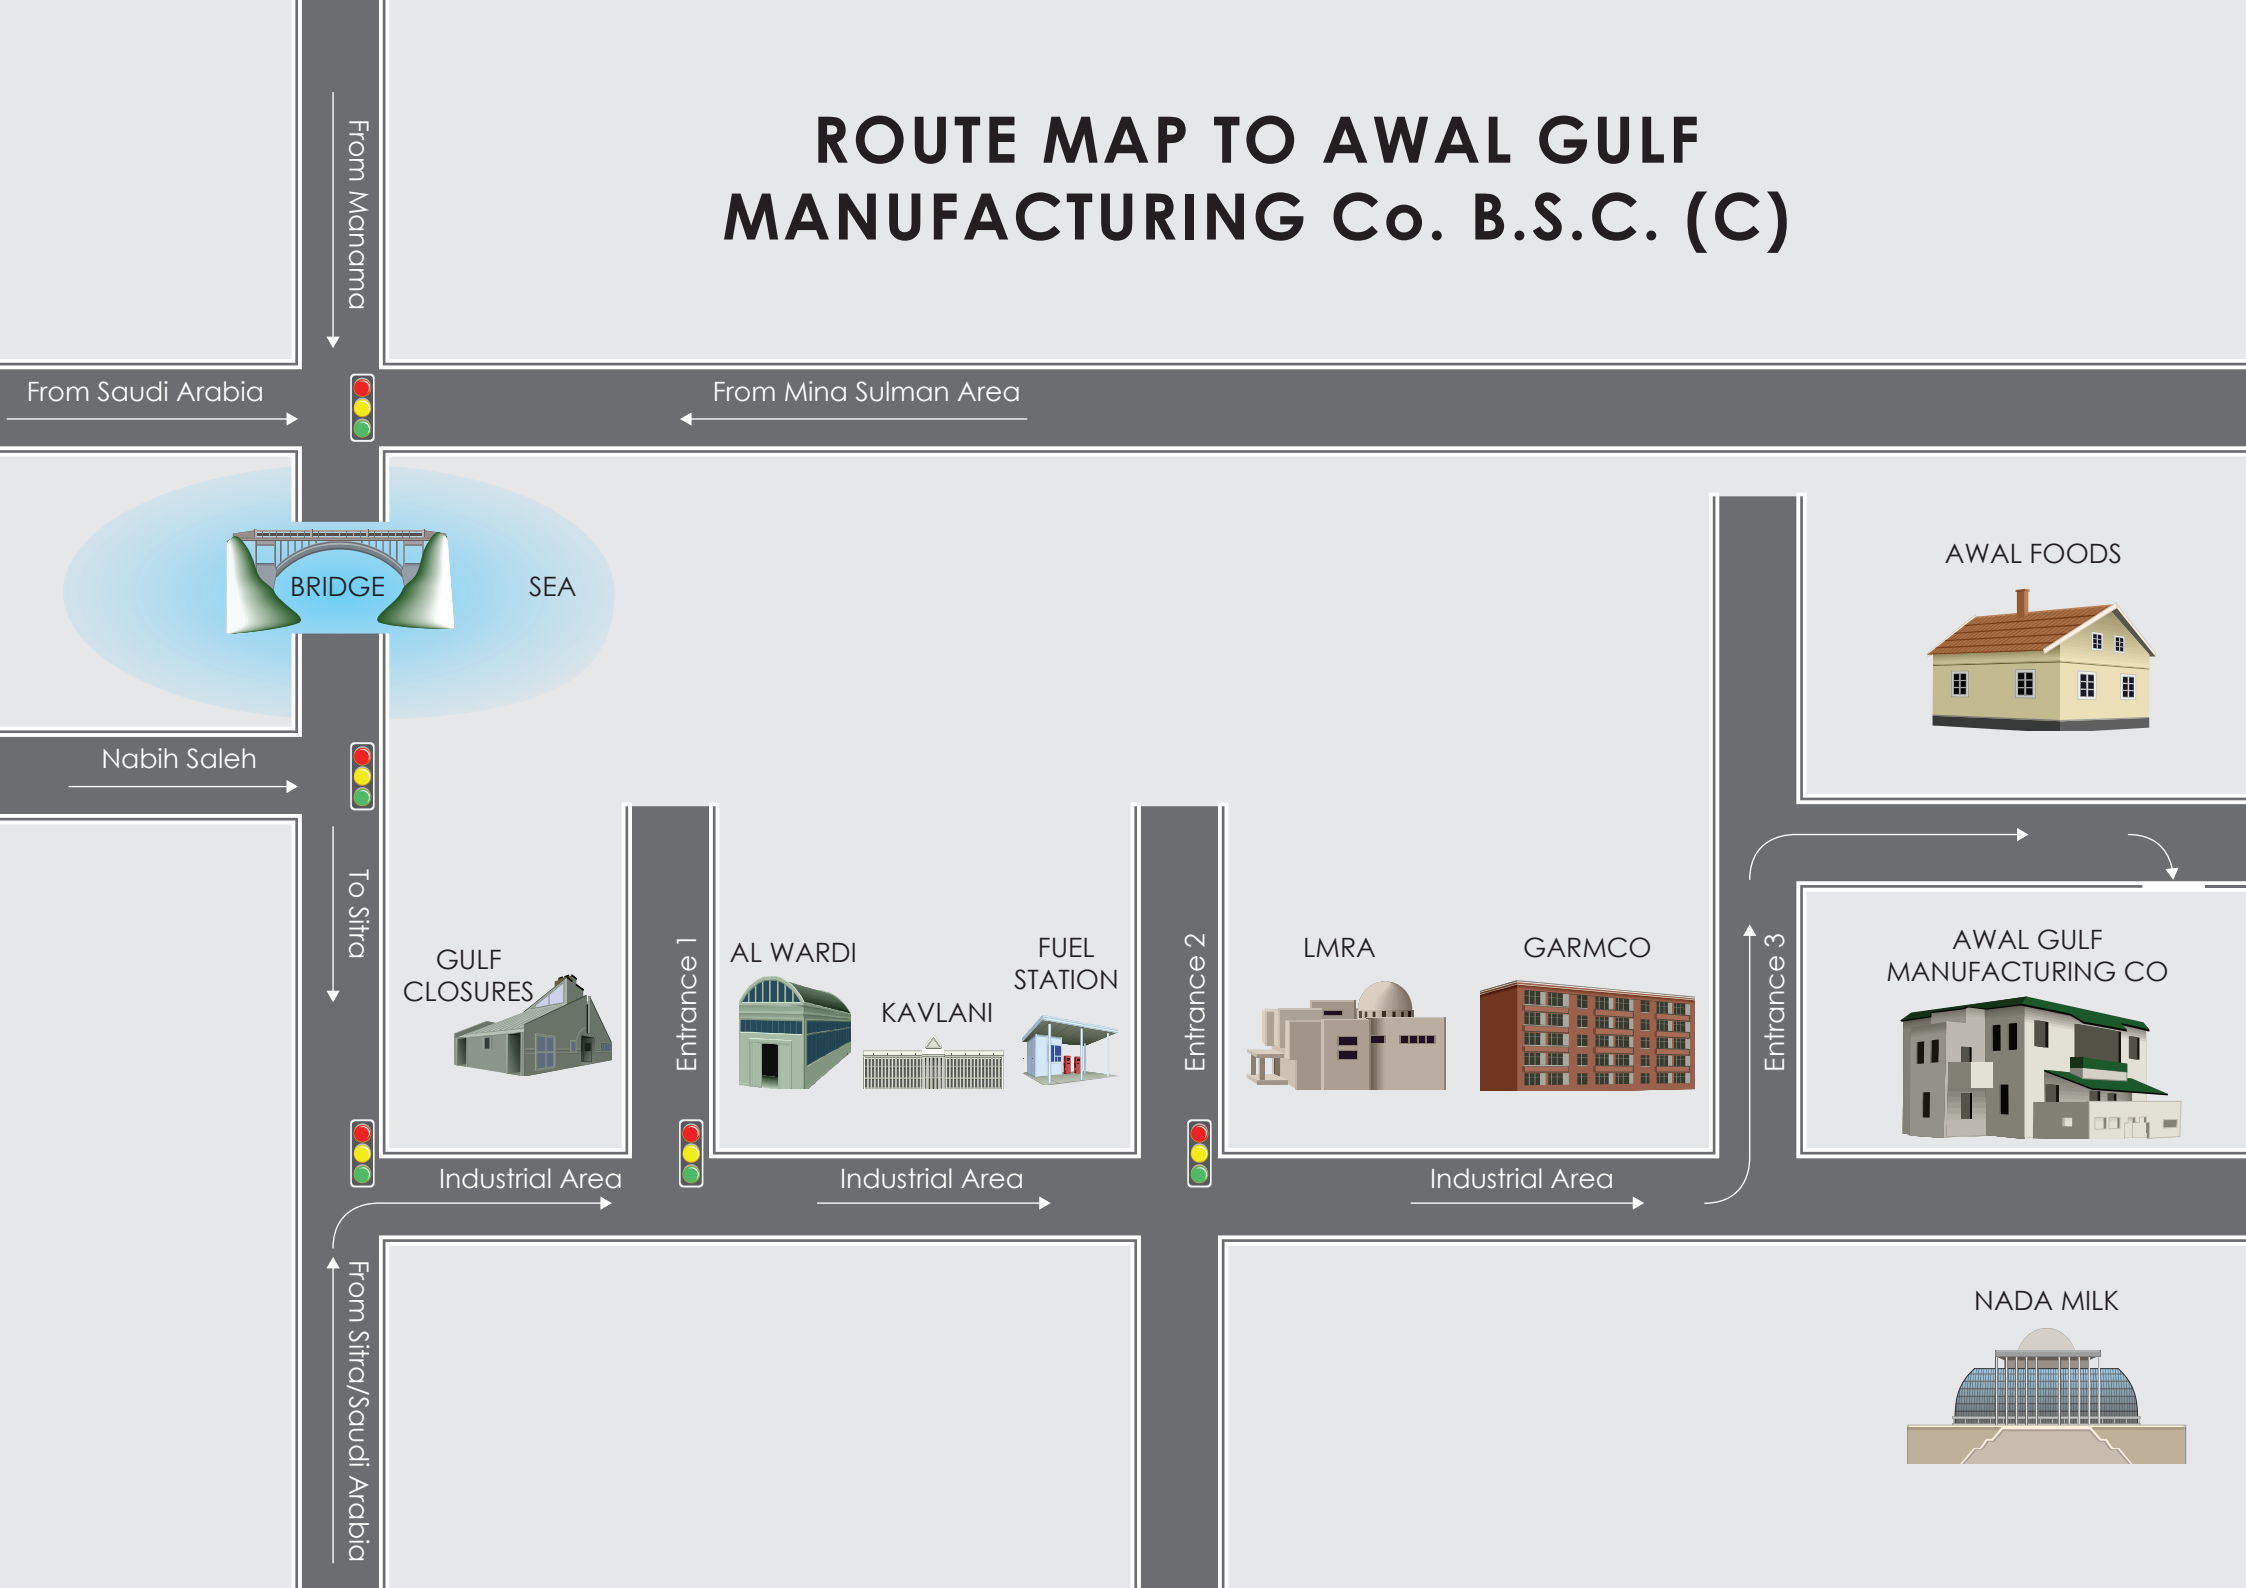 ROUTE MAP TO AWAL GULF
MANUFACTURING Co. B.S.C. (C)
From Manama
From Saudi Arabia
From Mina Sulman Area
BRIDGE
SEA
AWAL FOODS
Nabih Saleh
To Sitra
GULF
CLOSURES
Entrance 1
AL WARDI
KAVLANI
FUEL
STATION
Entrance 2
LMRA
GARMCO
Entrance 3
AWAL GULF
MANUFACTURING CO
Industrial Area
Industrial Area
Industrial Area
From Sitra/Saudi Arabia
NADA MILK